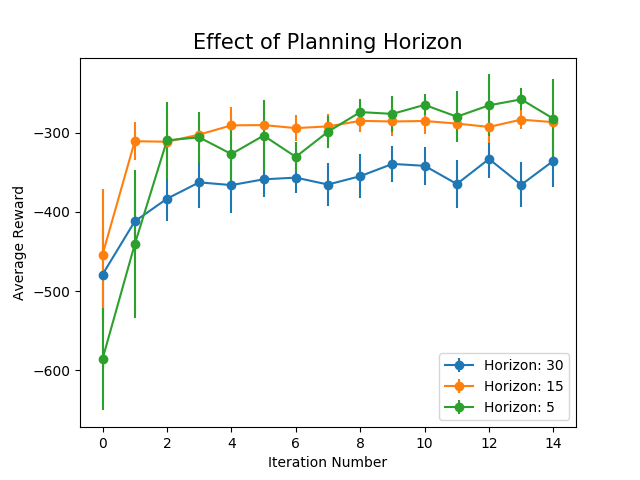 Effect of Planning Horizon
Average Reward
−300
−400
−500
−600
0 2 4 6 8 10 12 14
Iteration Number
Horizon: 30
Horizon: 15
Horizon: 5